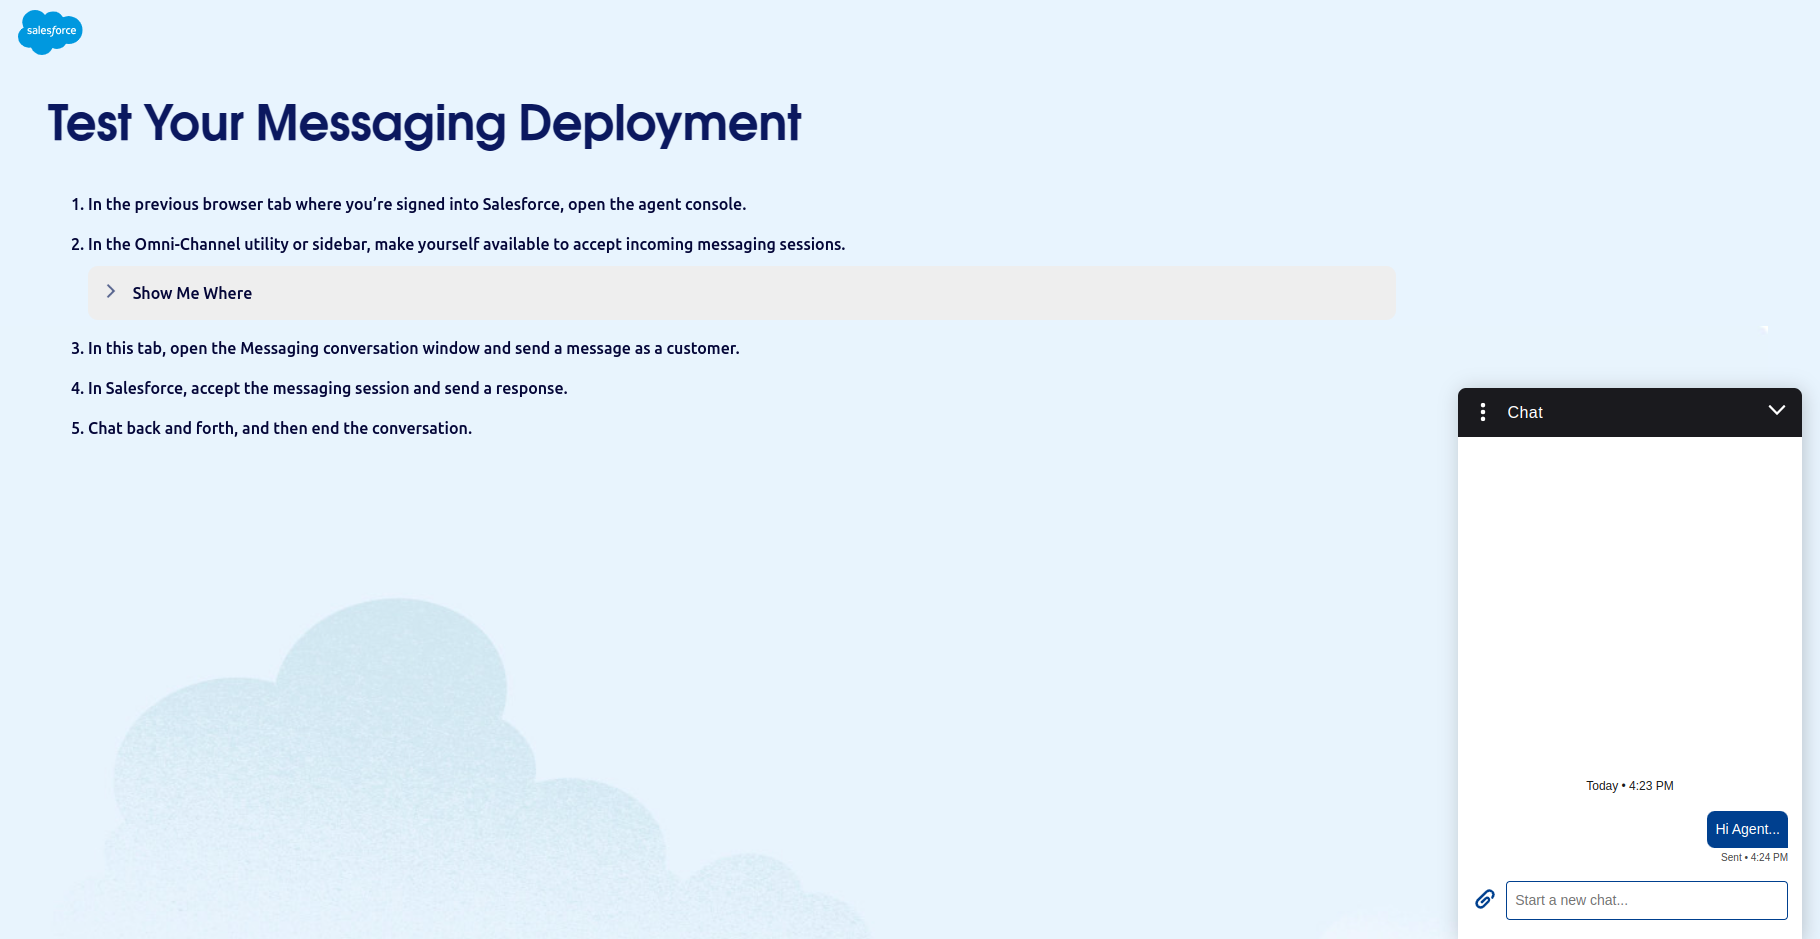 salesforce
Test Your Messaging Deployment
1. In the previous browser tab where you’re signed into Salesforce, open the agent console.
2. In the Omni-Channel utility or sidebar, make yourself available to accept incoming messaging sessions.
Show Me Where
3. In this tab, open the Messaging conversation window and send a message as a customer.
4. In Salesforce, accept the messaging session and send a response.
5. Chat back and forth, and then end the conversation.
Chat
Today • 4:23 PM
Hi Agent...
Sent • 4:24 PM
Start a new chat...